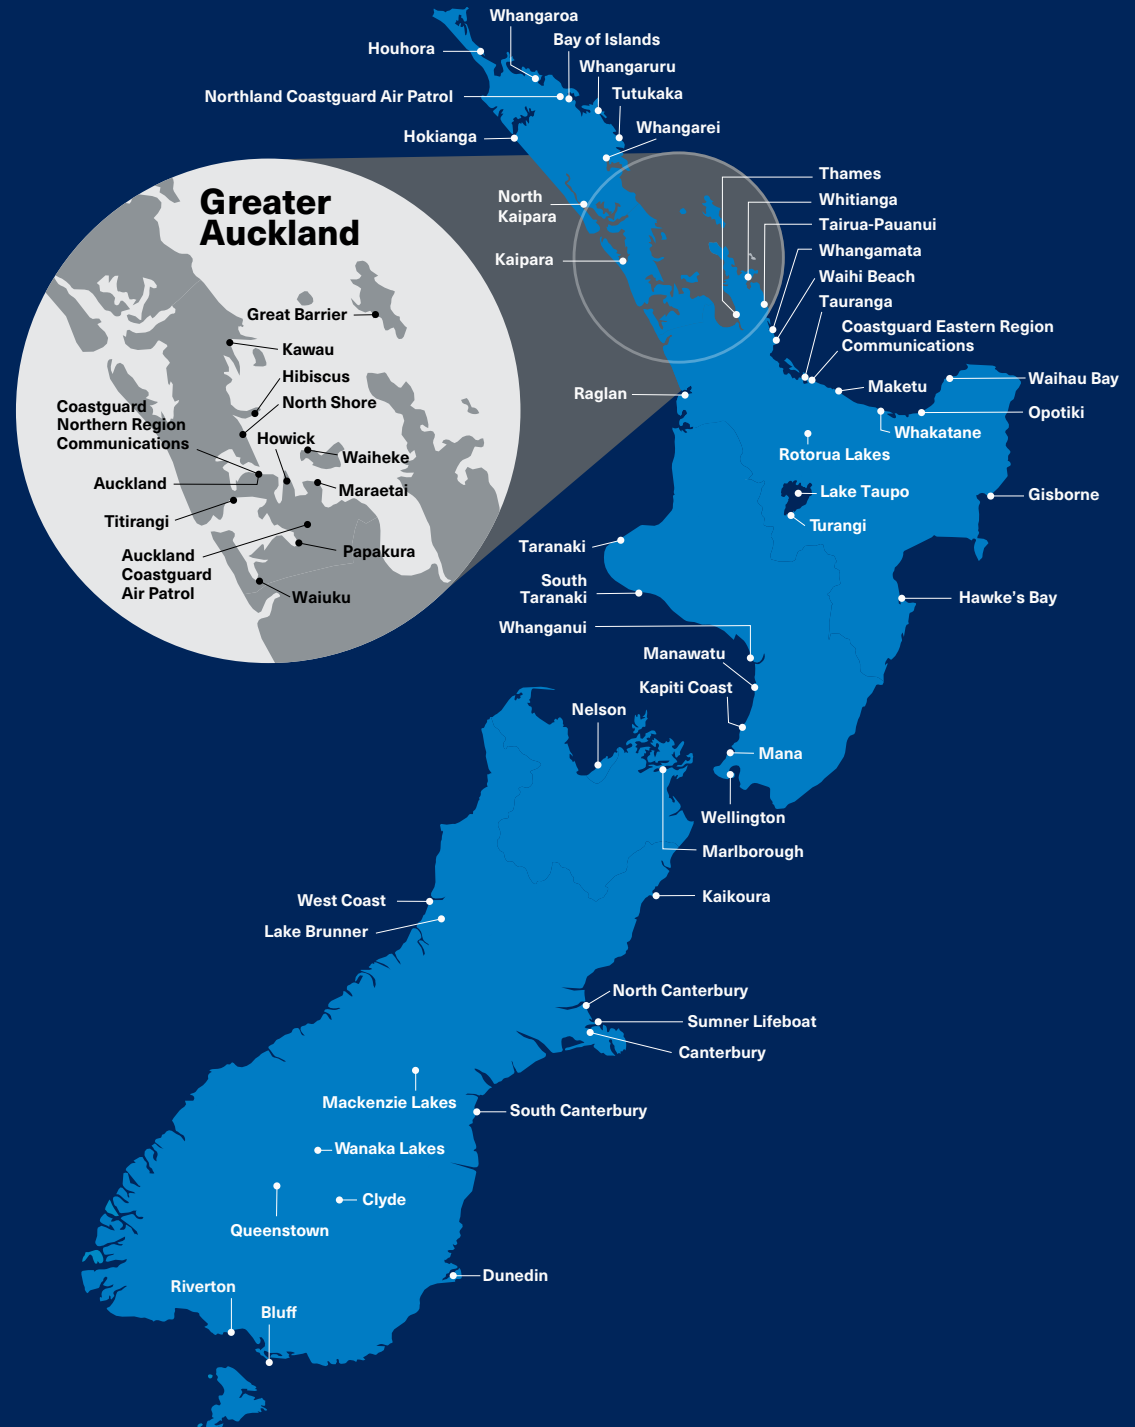 Whangaroa
Bay of Islands
Houhora
Whangaruru
Northland Coastguard Air Patrol
Tutukaka
Whangarei
Hokianga
Thames
North
Kaipara
Whitianga
Tairua-Pauanui
Whangamata
Kaipara
Waihi Beach
Tauranga
Coastguard Eastern Region
Communications
Greater
Auckland
Great Barrier
Kawau
Hibiscus
North Shore
Coastguard
Northern Region
Communications
Howick
Waiheke
Auckland
Maraetai
Titirangi
Auckland
Coastguard
Air Patrol
Papakura
Waiuku
Raglan
Maketu
Waihau Bay
Opotiki
Whakatane
Rotorua Lakes
Lake Taupo
Gisborne
Turangi
Taranaki
South
Taranaki
Hawke's Bay
Whanganui
Manawatu
Kapiti Coast
Nelson
Mana
Wellington
Marlborough
West Coast
Kaikoura
Lake Brunner
North Canterbury
Sumner Lifeboat
Canterbury
Mackenzie Lakes
South Canterbury
Wanaka Lakes
Clyde
Queenstown
Dunedin
Riverton
Bluff